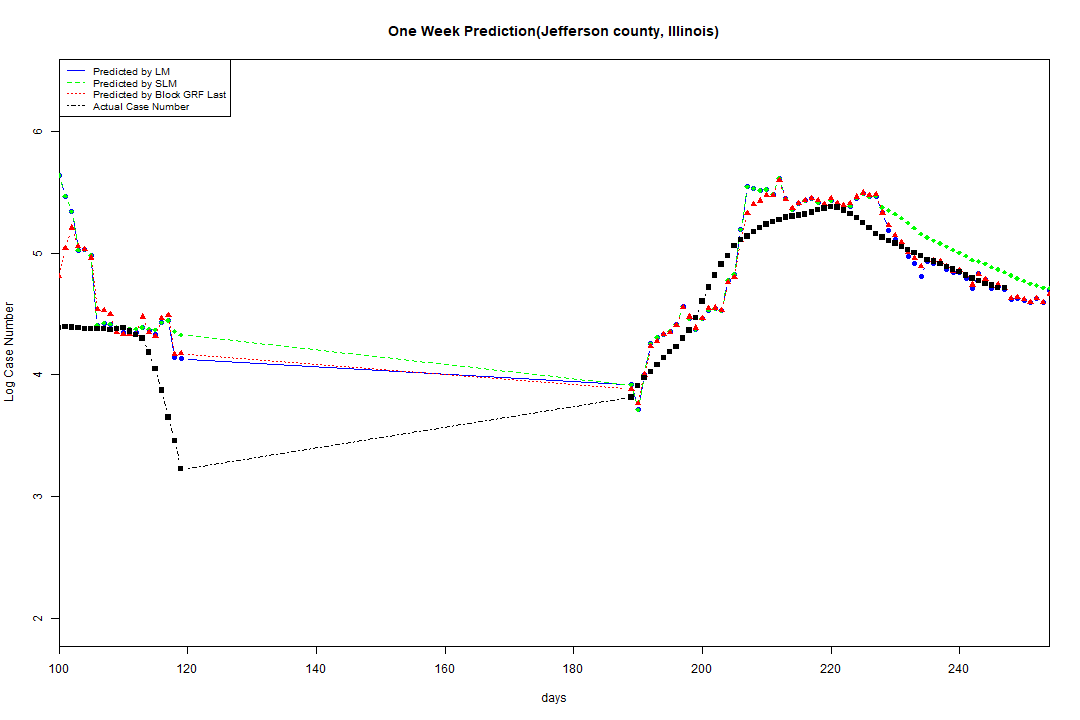 One Week Prediction(Jefferson county, Illinois)
Predicted by LM
Predicted by SLM
Predicted by Block GRF Last
Actual Case Number
6
5
4
3
2
Log Case Number
100 120 140 160 180 200 220 240
days